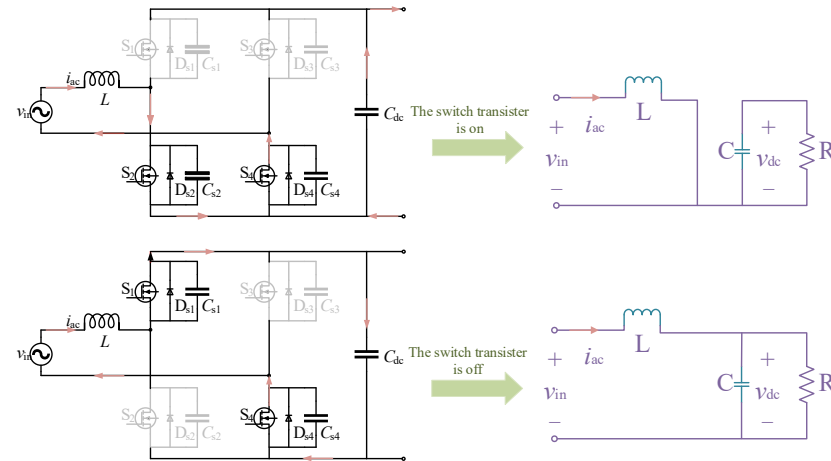 S1
Ds1
Cs1
S3
Ds3
Cs3
iac
L
vin
Cdc
S2
Ds2
Cs2
S4
Ds4
Cs4
The switch transister
is on
+
iac
L
vin
−
C
+
vdc
−
R
S1
Ds1
Cs1
S3
Ds3
Cs3
iac
L
vin
Cdc
S2
Ds2
Cs2
S4
Ds4
Cs4
The switch transister
is off
+
iac
L
vin
−
C
+
vdc
−
R